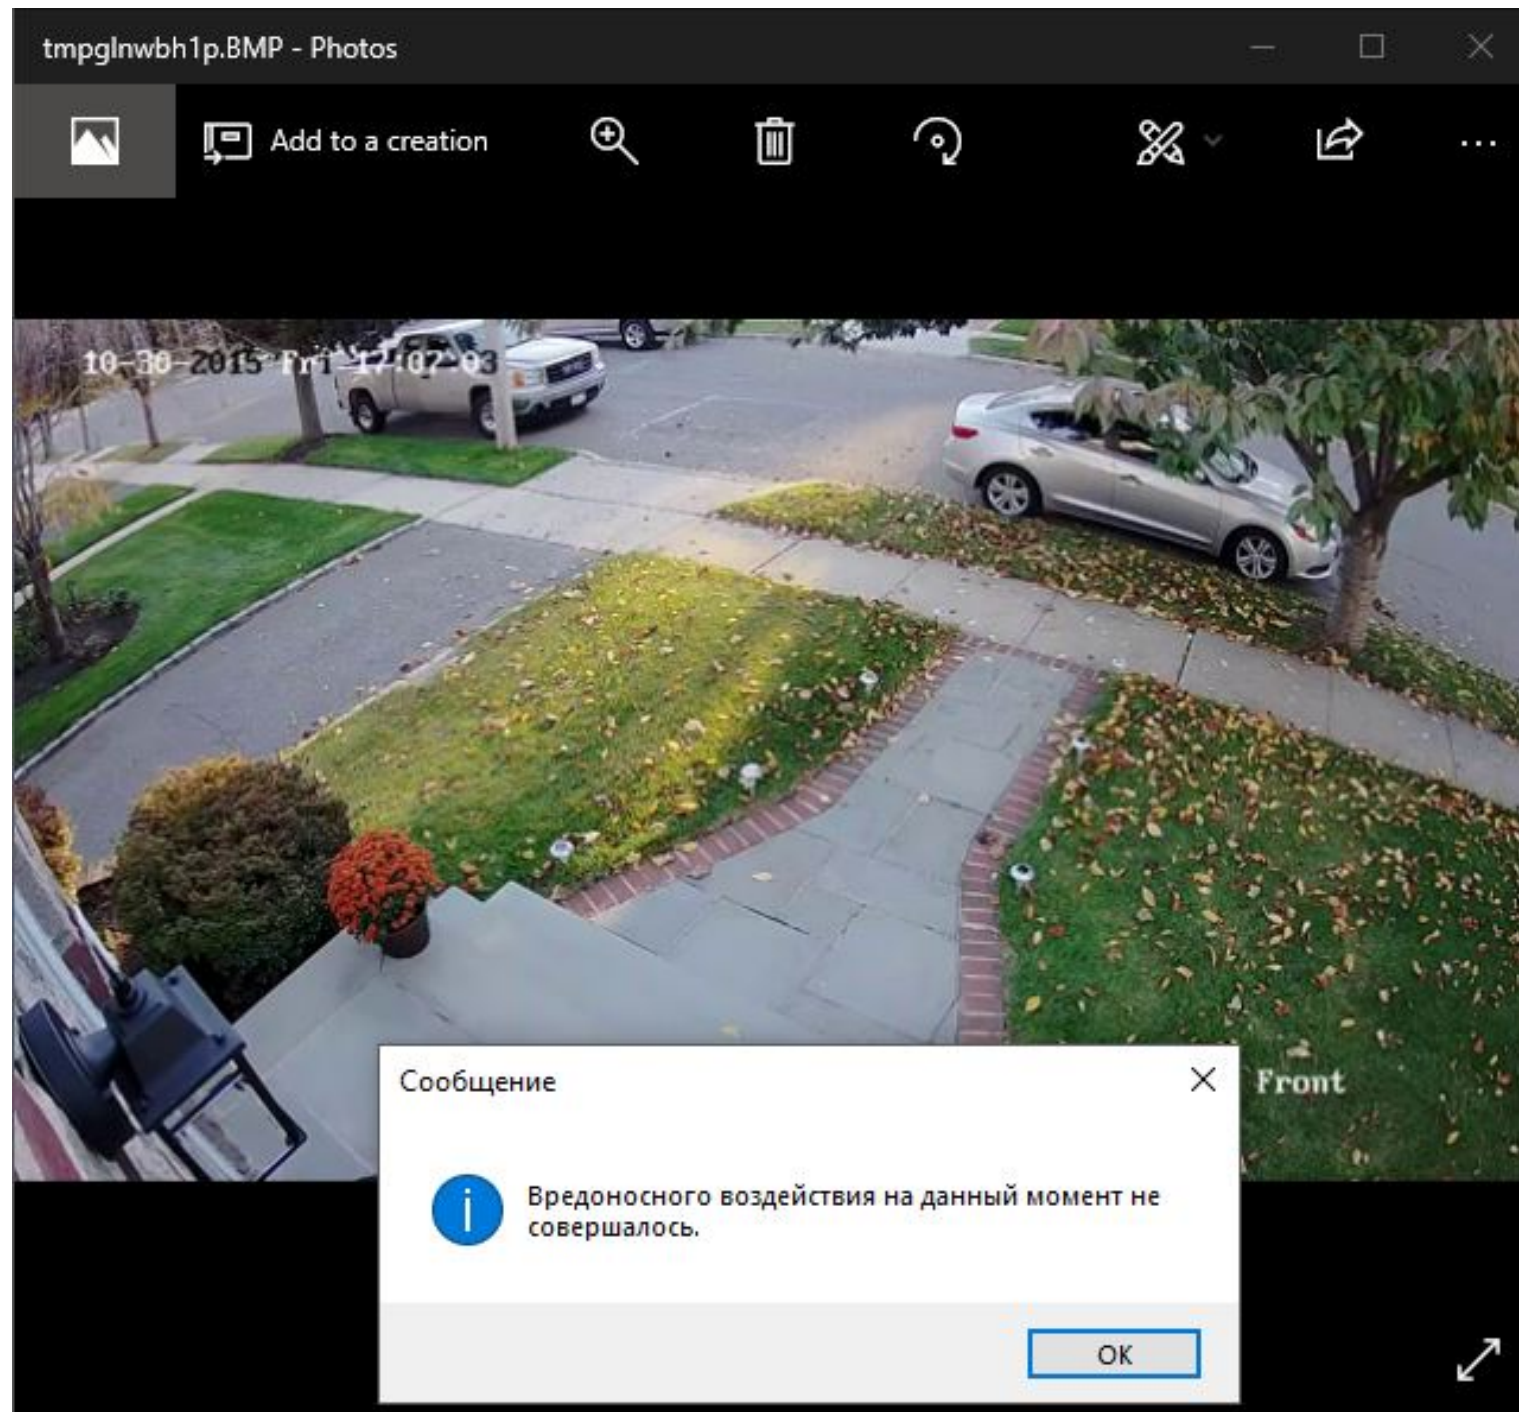 tmpglnwbh1p.BMP - Photos
Add to a creation
10-30-2015 Fri 17:07:03
Front
Сообщение
Вредоносного воздействия на данный момент не
совершалось.
OK